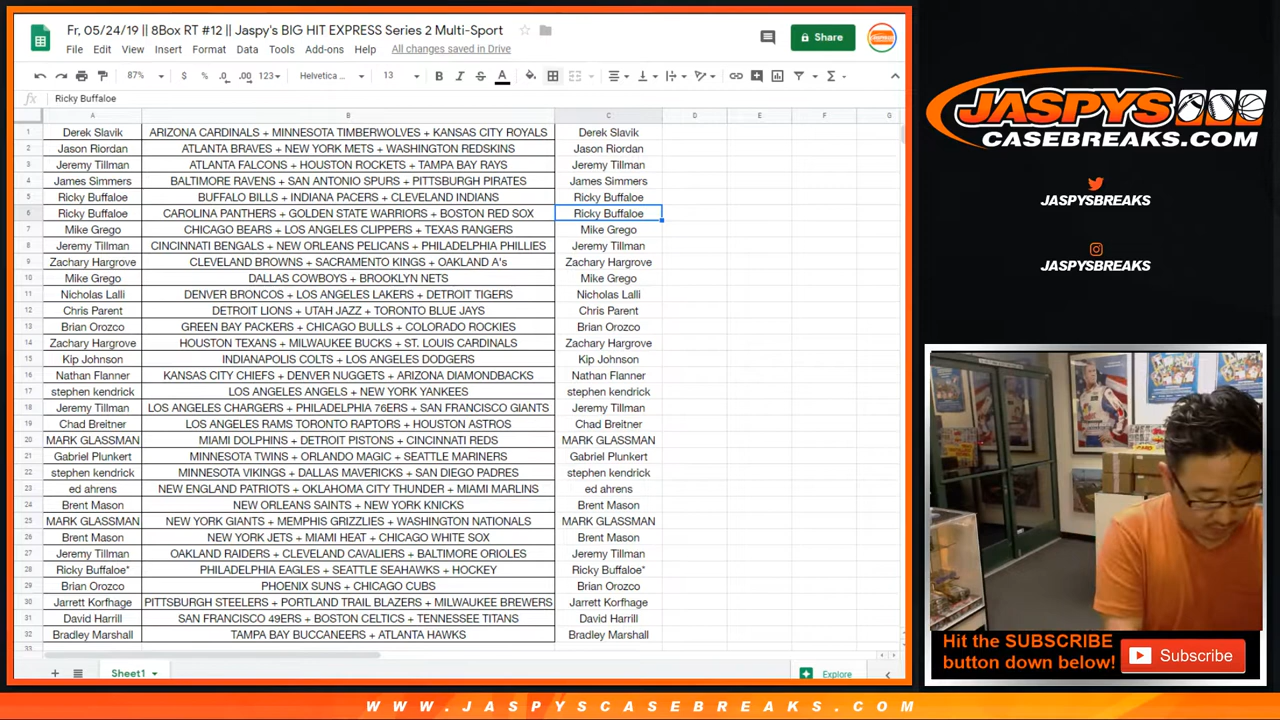 Fr, 05/24/19 || 8Box RT #12 || Jaspy's BIG HIT EXPRESS Series 2 Multi-Sport
File Edit View Insert Format Data Tools Add-ons Help All changes saved in Drive
Share
87% $ % .0 .00 123 Helvetica ... 13 B I S A
fx Ricky Buffaloe
A B C D E F G
1 Derek Slavik ARIZONA CARDINALS + MINNESOTA TIMBERWOLVES + KANSAS CITY ROYALS Derek Slavik
2 Jason Riordan ATLANTA BRAVES + NEW YORK METS + WASHINGTON REDSKINS Jason Riordan
3 Jeremy Tillman ATLANTA FALCONS + HOUSTON ROCKETS + TAMPA BAY RAYS Jeremy Tillman
4 James Simmers BALTIMORE RAVENS + SAN ANTONIO SPURS + PITTSBURGH PIRATES James Simmers
5 Ricky Buffaloe BUFFALO BILLS + INDIANA PACERS + CLEVELAND INDIANS Ricky Buffaloe
6 Ricky Buffaloe CAROLINA PANTHERS + GOLDEN STATE WARRIORS + BOSTON RED SOX Ricky Buffaloe
7 Mike Grego CHICAGO BEARS + LOS ANGELES CLIPPERS + TEXAS RANGERS Mike Grego
8 Jeremy Tillman CINCINNATI BENGALS + NEW ORLEANS PELICANS + PHILADELPHIA PHILLIES Jeremy Tillman
9 Zachary Hargrove CLEVELAND BROWNS + SACRAMENTO KINGS + OAKLAND A's Zachary Hargrove
10 Mike Grego DALLAS COWBOYS + BROOKLYN NETS Mike Grego
11 Nicholas Lalli DENVER BRONCOS + LOS ANGELES LAKERS + DETROIT TIGERS Nicholas Lalli
12 Chris Parent DETROIT LIONS + UTAH JAZZ + TORONTO BLUE JAYS Chris Parent
13 Brian Orozco GREEN BAY PACKERS + CHICAGO BULLS + COLORADO ROCKIES Brian Orozco
14 Zachary Hargrove HOUSTON TEXANS + MILWAUKEE BUCKS + ST. LOUIS CARDINALS Zachary Hargrove
15 Kip Johnson INDIANAPOLIS COLTS + LOS ANGELES DODGERS Kip Johnson
16 Nathan Flanner KANSAS CITY CHIEFS + DENVER NUGGETS + ARIZONA DIAMONDBACKS Nathan Flanner
17 stephen kendrick LOS ANGELES ANGELS + NEW YORK YANKEES stephen kendrick
18 Jeremy Tillman LOS ANGELES CHARGERS + PHILADELPHIA 76ERS + SAN FRANCISCO GIANTS Jeremy Tillman
19 Chad Breitner LOS ANGELES RAMS TORONTO RAPTORS + HOUSTON ASTROS Chad Breitner
20 MARK GLASSMAN MIAMI DOLPHINS + DETROIT PISTONS + CINCINNATI REDS MARK GLASSMAN
21 Gabriel Plunkert MINNESOTA TWINS + ORLANDO MAGIC + SEATTLE MARINERS Gabriel Plunkert
22 stephen kendrick MINNESOTA VIKINGS + DALLAS MAVERICKS + SAN DIEGO PADRES stephen kendrick
23 ed ahrens NEW ENGLAND PATRIOTS + OKLAHOMA CITY THUNDER + MIAMI MARLINS ed ahrens
24 Brent Mason NEW ORLEANS SAINTS + NEW YORK KNICKS Brent Mason
25 MARK GLASSMAN NEW YORK GIANTS + MEMPHIS GRIZZLIES + WASHINGTON NATIONALS MARK GLASSMAN
26 Brent Mason NEW YORK JETS + MIAMI HEAT + CHICAGO WHITE SOX Brent Mason
27 Jeremy Tillman OAKLAND RAIDERS + CLEVELAND CAVALIERS + BALTIMORE ORIOLES Jeremy Tillman
28 Ricky Buffaloe* PHILADELPHIA EAGLES + SEATTLE SEAHAWKS + HOCKEY Ricky Buffaloe*
29 Brian Orozco PHOENIX SUNS + CHICAGO CUBS Brian Orozco
30 Jarrett Korfhage PITTSBURGH STEELERS + PORTLAND TRAIL BLAZERS + MILWAUKEE BREWERS Jarrett Korfhage
31 David Harrill SAN FRANCISCO 49ERS + BOSTON CELTICS + TENNESSEE TITANS David Harrill
32 Bradley Marshall TAMPA BAY BUCCANEERS + ATLANTA HAWKS Bradley Marshall
33
Sheet1
Explore
JASPYS
CASEBREAKS.COM
JASPYSBREAKS
JASPYSBREAKS
Hit the SUBSCRIBE
button down below!
Subscribe
WWW.JASPYSCASEBREAKS.COM